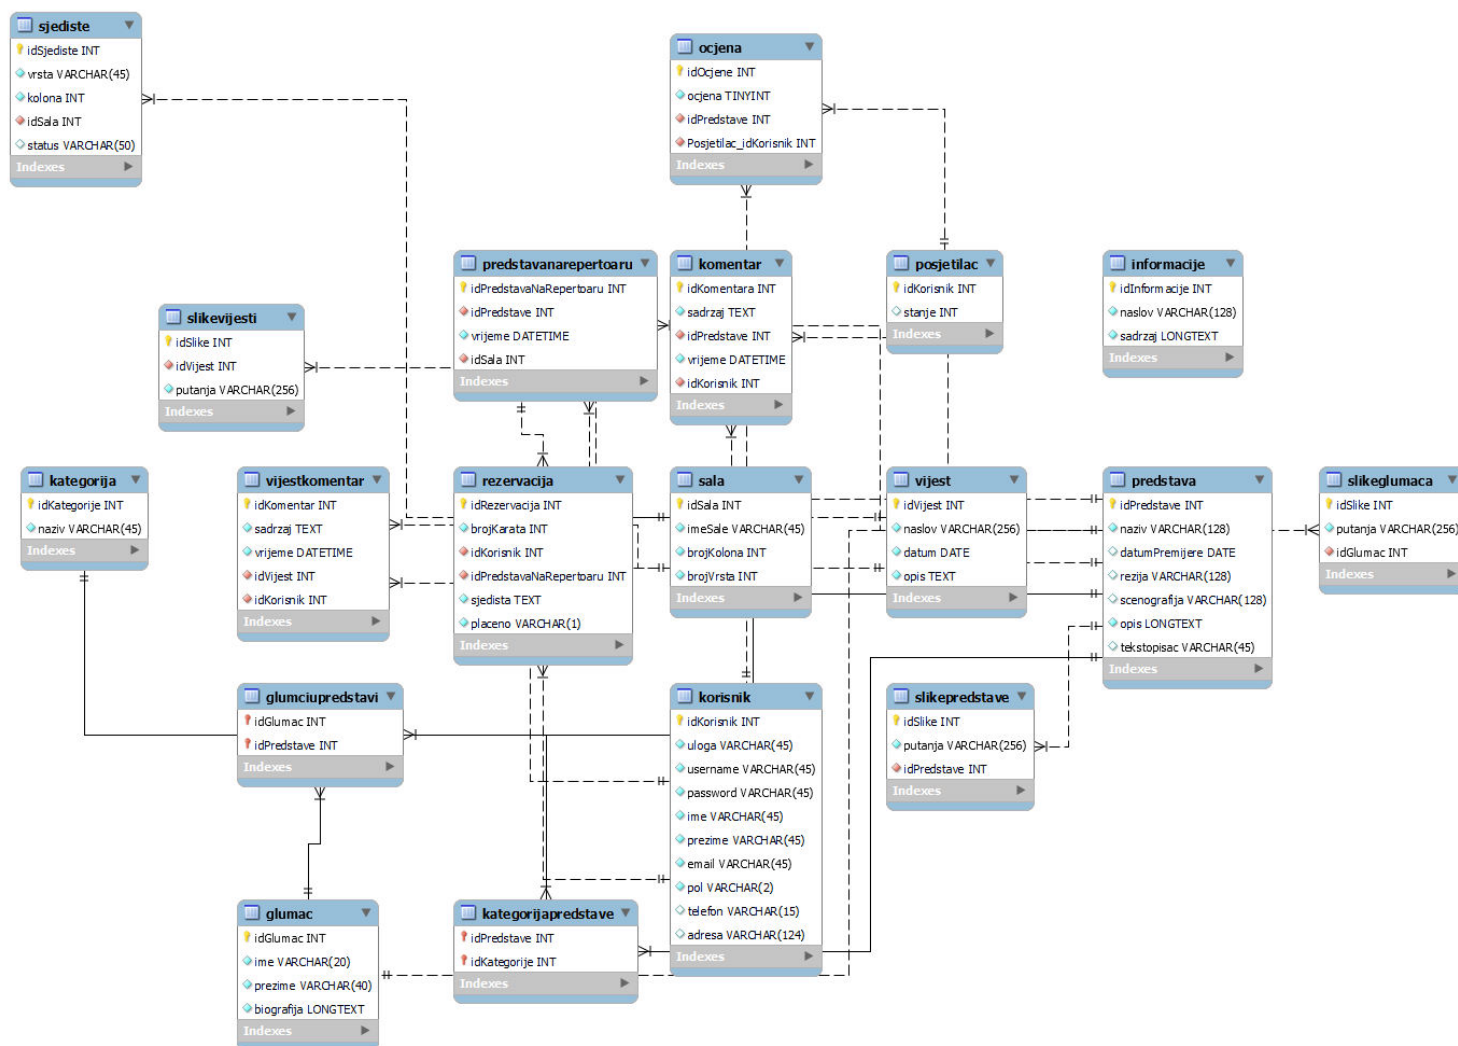 sjediste
idSjediste INT
vrsta VARCHAR(45)
kolona INT
idSala INT
status VARCHAR(50)
Indexes
ocjena
idOcjene INT
ocjena TINYINT
idPredstave INT
Posjetilac_idKorisnik INT
Indexes
slikevijesti
idSlike INT
idVijest INT
putanja VARCHAR(256)
Indexes
predstavanarepertoaru
idPredstavaNaRepertoaru INT
idPredstave INT
vrijeme DATETIME
idSala INT
Indexes
komentar
idKomentara INT
sadrzaj TEXT
idPredstave INT
vrijeme DATETIME
idKorisnik INT
Indexes
posjetilac
idKorisnik INT
stanje INT
Indexes
informacije
idInformacije INT
naslov VARCHAR(128)
sadrzaj LONGTEXT
Indexes
kategorija
idKategorije INT
naziv VARCHAR(45)
Indexes
vijestkomentar
idKomentar INT
sadrzaj TEXT
vrijeme DATETIME
idVijest INT
idKorisnik INT
Indexes
rezervacija
idRezervacija INT
brojKarata INT
idKorisnik INT
idPredstavaNaRepertoaru INT
sjedista TEXT
placeno VARCHAR(1)
Indexes
sala
idSala INT
imeSale VARCHAR(45)
brojKolona INT
brojVrsta INT
Indexes
vijest
idVijest INT
naslov VARCHAR(256)
datum DATE
opis TEXT
Indexes
predstava
idPredstave INT
naziv VARCHAR(128)
datumPremijere DATE
rezija VARCHAR(128)
scenografija VARCHAR(128)
opis LONGTEXT
tekstopisac VARCHAR(45)
Indexes
slikeglumaca
idSlike INT
putanja VARCHAR(256)
idGlumac INT
Indexes
glumciupredstavi
idGlumac INT
idPredstave INT
Indexes
korisnik
idKorisnik INT
uloga VARCHAR(45)
username VARCHAR(45)
password VARCHAR(45)
ime VARCHAR(45)
prezime VARCHAR(45)
email VARCHAR(45)
pol VARCHAR(2)
telefon VARCHAR(15)
adresa VARCHAR(124)
Indexes
slikepredstave
idSlike INT
putanja VARCHAR(256)
idPredstave INT
Indexes
glumac
idGlumac INT
ime VARCHAR(20)
prezime VARCHAR(40)
biografija LONGTEXT
Indexes
kategorijapredstave
idPredstave INT
idKategorije INT
Indexes